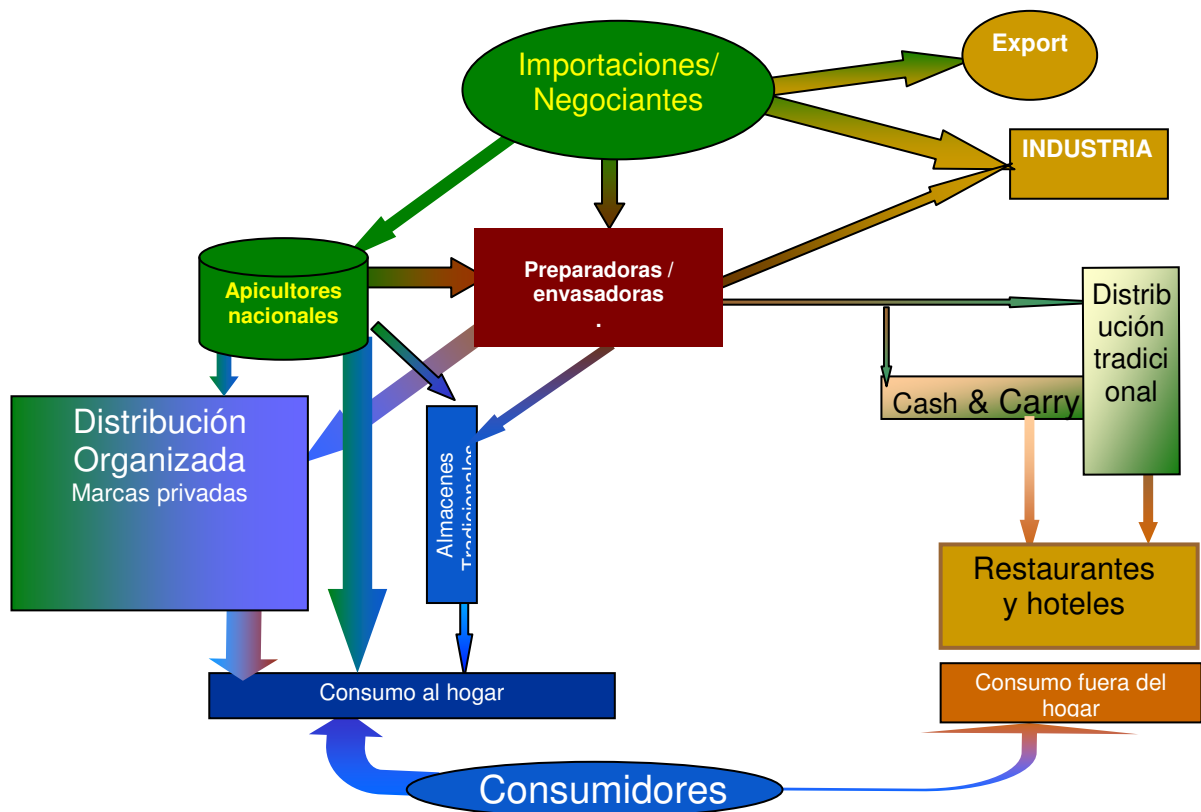 Importaciones/
Negociantes
Export
INDUSTRIA
Apicultores
nacionales
Preparadoras /
envasadoras
.
Distrib
ución
tradici
onal
Cash & Carry
Distribución
Organizada
Marcas privadas
Almacenes
Tradicionales
Restaurantes
y hoteles
Consumo al hogar
Consumo fuera del
hogar
Consumidores